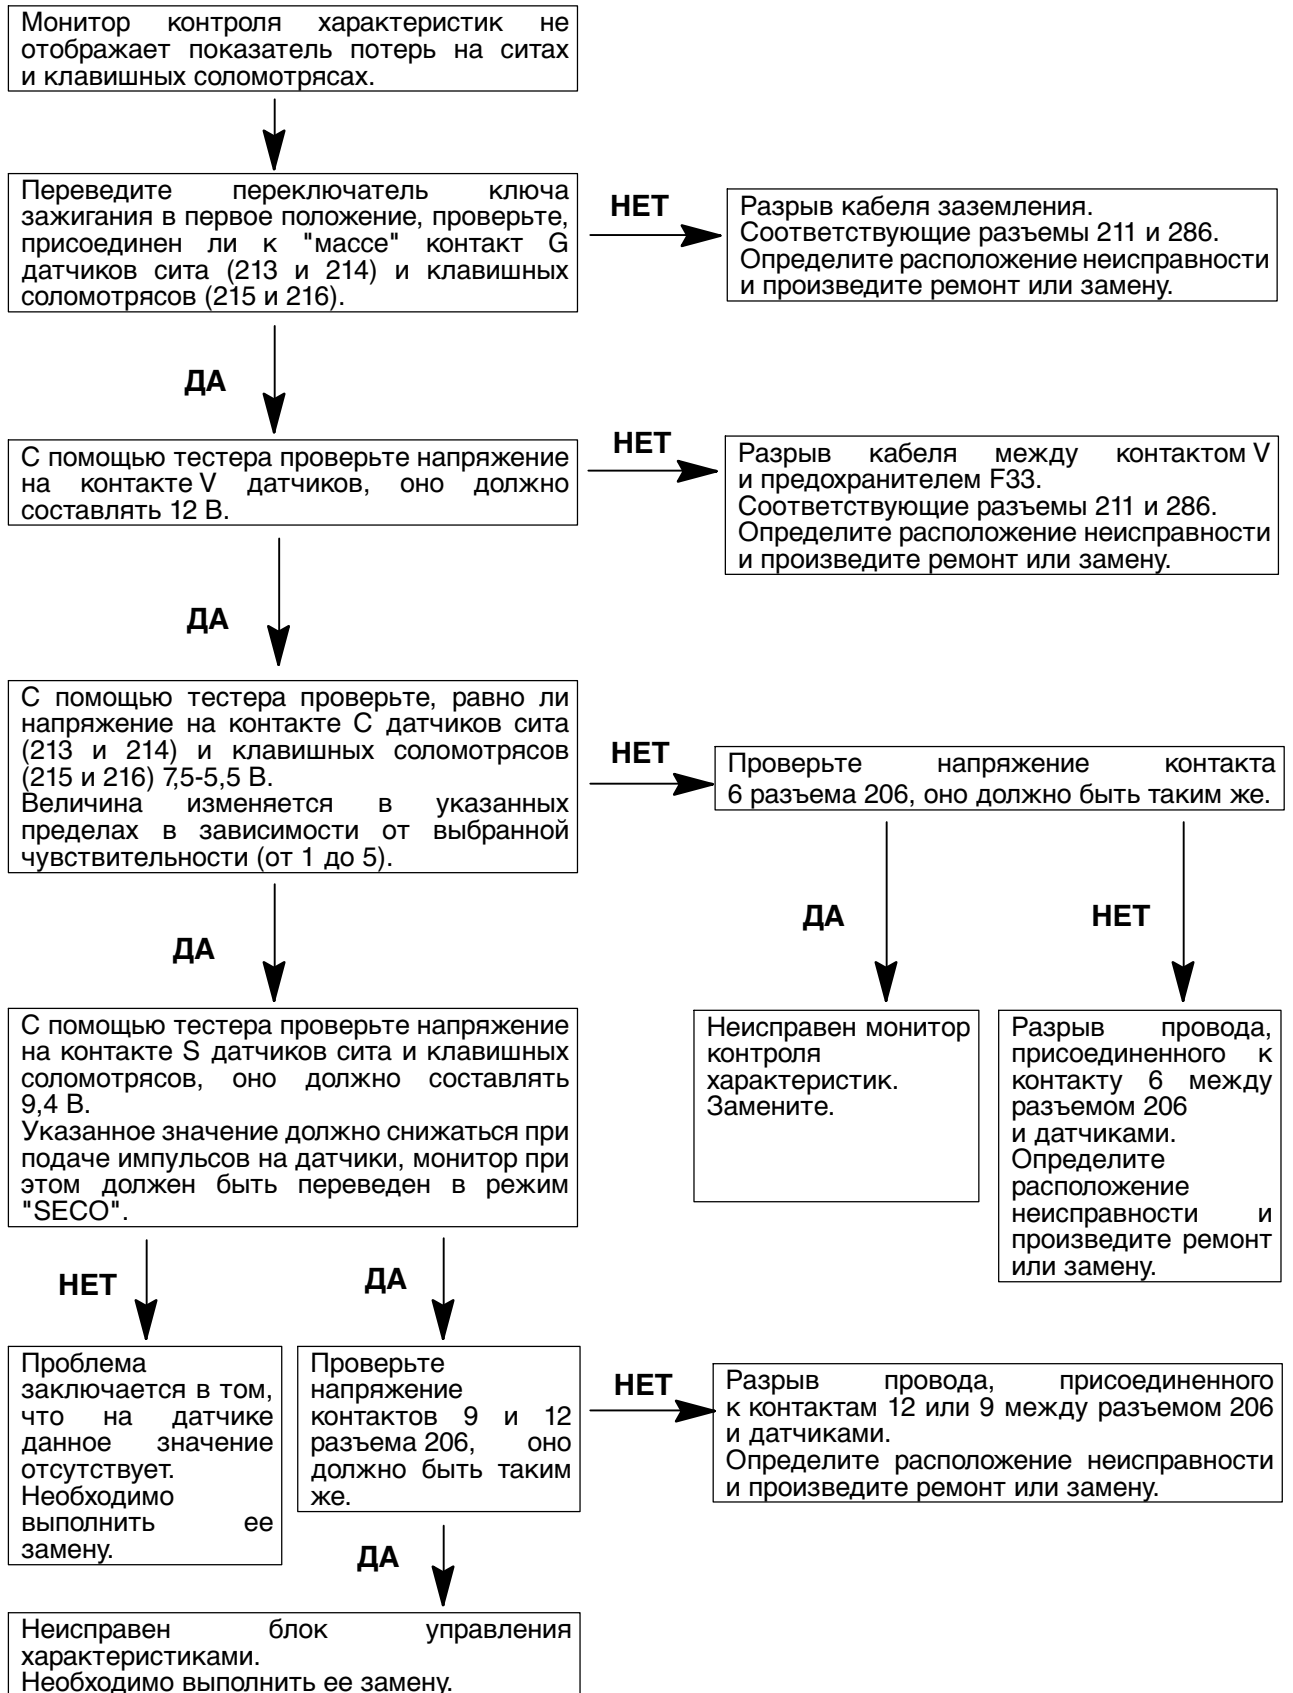 Монитор контроля характеристик не
отображает показатель потерь на ситах
и клавишных соломотрясах.
Переведите переключатель ключа
зажигания в первое положение, проверьте,
присоединен ли к "массе" контакт G
датчиков сита (213 и 214) и клавишных
соломотрясов (215 и 216).
НЕТ
Разрыв кабеля заземления.
Соответствующие разъемы 211 и 286.
Определите расположение неисправности
и произведите ремонт или замену.
ДА
С помощью тестера проверьте напряжение
на контакте V датчиков, оно должно
составлять 12 В.
НЕТ
Разрыв кабеля между контактом V
и предохранителем F33.
Соответствующие разъемы 211 и 286.
Определите расположение неисправности
и произведите ремонт или замену.
ДА
С помощью тестера проверьте, равно ли
напряжение на контакте С датчиков сита
(213 и 214) и клавишных соломотрясов
(215 и 216) 7,5-5,5 В.
Величина изменяется в указанных
пределах в зависимости от выбранной
чувствительности (от 1 до 5).
НЕТ
Проверьте напряжение контакта
6 разъема 206, оно должно быть таким же.
ДА
НЕТ
Неисправен монитор
контроля
характеристик.
Замените.
Разрыв провода,
присоединенного к
контакту 6 между
разъемом 206
и датчиками.
Определите
расположение
неисправности и
произведите ремонт
или замену.
ДА
С помощью тестера проверьте напряжение
на контакте S датчиков сита и клавишных
соломотрясов, оно должно составлять
9,4 В.
Указанное значение должно снижаться при
подаче импульсов на датчики, монитор при
этом должен быть переведен в режим
"SECO".
НЕТ
ДА
Проблема
заключается в том,
что на датчике
данное значение
отсутствует.
Необходимо
выполнить ее
замену.
Проверьте
напряжение
контактов 9 и 12
разъема 206, оно
должно быть таким
же.
НЕТ
Разрыв провода, присоединенного
к контактам 12 или 9 между разъемом 206
и датчиками.
Определите расположение неисправности
и произведите ремонт или замену.
ДА
Неисправен блок управления
характеристиками.
Необходимо выполнить ее замену.